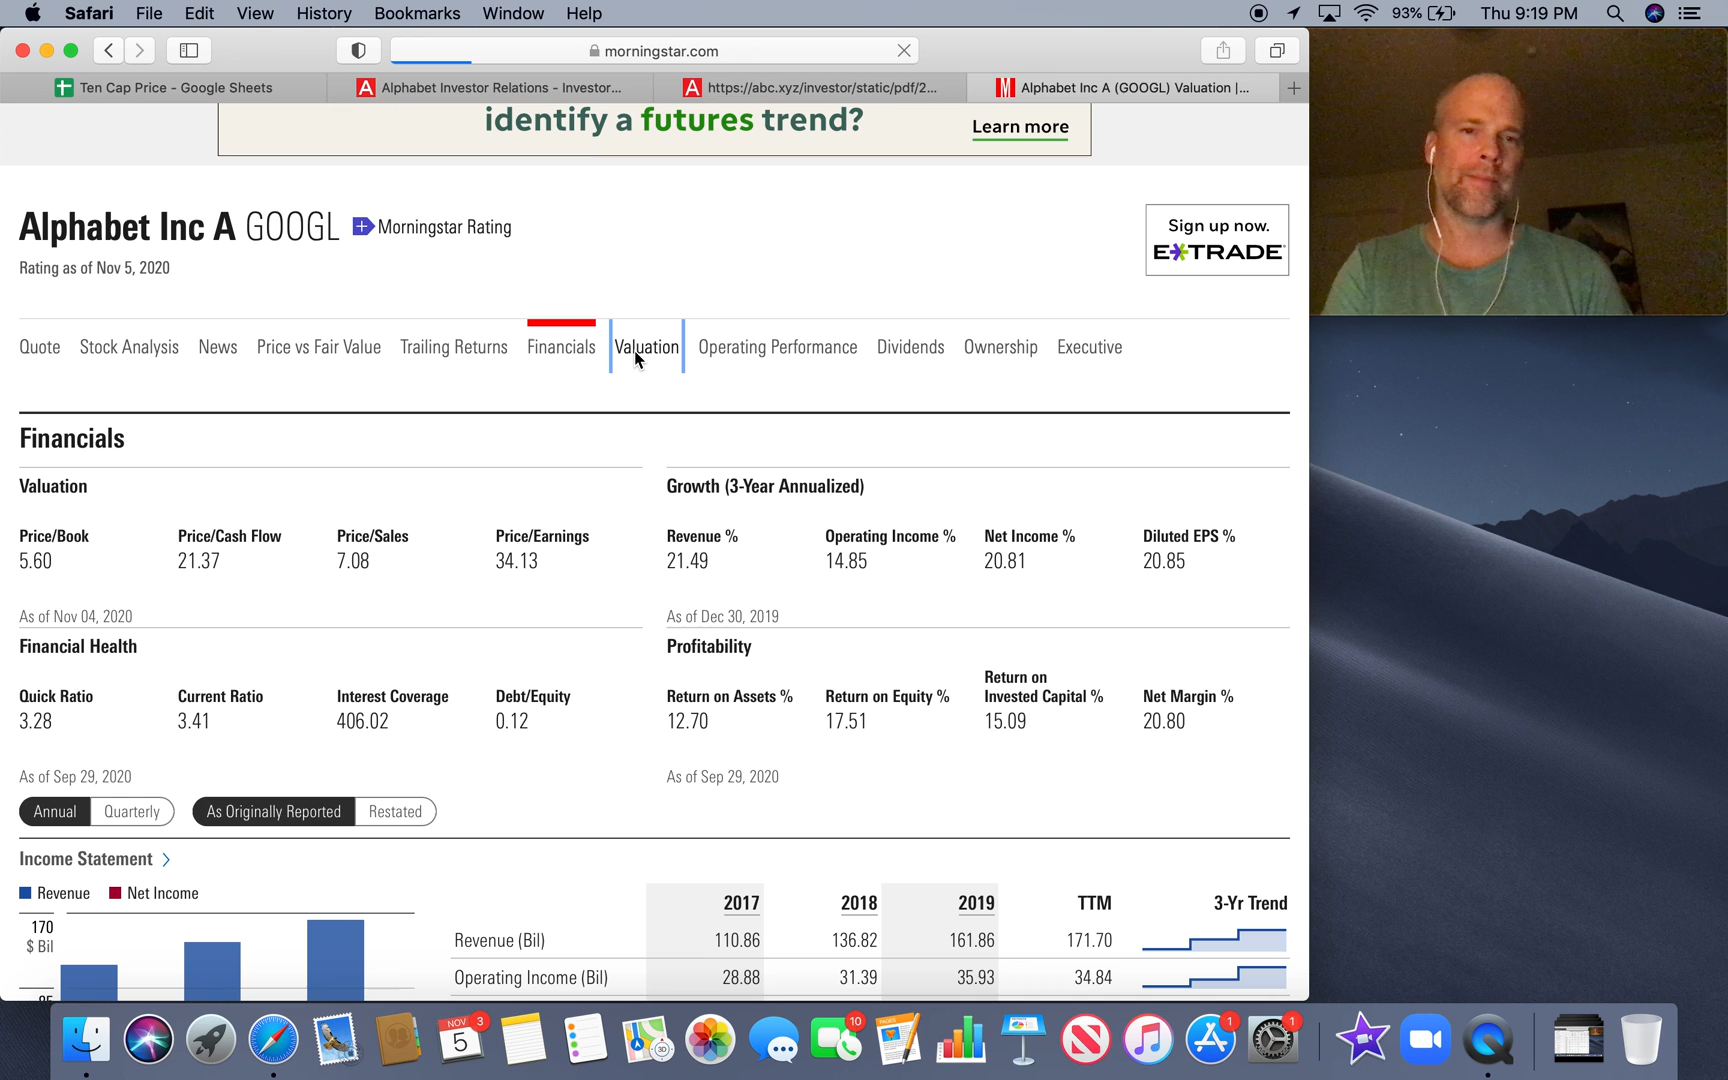 Safari File Edit View History Bookmarks Window Help 93% Thu 9:19 PM
morningstar.com
Ten Cap Price - Google Sheets
Alphabet Investor Relations - Investor...
https://abc.xyz/investor/static/pdf/2...
Alphabet Inc A (GOOGL) Valuation |...
identify a futures trend?
Learn more
Alphabet Inc A GOOGL Morningstar Rating
Rating as of Nov 5, 2020
Sign up now.
E*TRADE
Quote Stock Analysis News Price vs Fair Value Trailing Returns Financials Valuation Operating Performance Dividends Ownership Executive
Financials
Valuation
Price/Book Price/Cash Flow Price/Sales Price/Earnings
5.60 21.37 7.08 34.13
As of Nov 04, 2020
Growth (3-Year Annualized)
Revenue % Operating Income % Net Income % Diluted EPS %
21.49 14.85 20.81 20.85
As of Dec 30, 2019
Financial Health
Quick Ratio Current Ratio Interest Coverage Debt/Equity
3.28 3.41 406.02 0.12
As of Sep 29, 2020
Profitability
Return on Assets % Return on Equity % Return on
Invested Capital % Net Margin %
12.70 17.51 15.09 20.80
As of Sep 29, 2020
Annual Quarterly As Originally Reported Restated
Income Statement
Revenue Net Income
170
$ Bil
2017 2018 2019 TTM 3-Yr Trend
Revenue (Bil) 110.86 136.82 161.86 171.70
Operating Income (Bil) 28.88 31.39 35.93 34.84
NOV 3
5
10
PAGES
3D
1
1